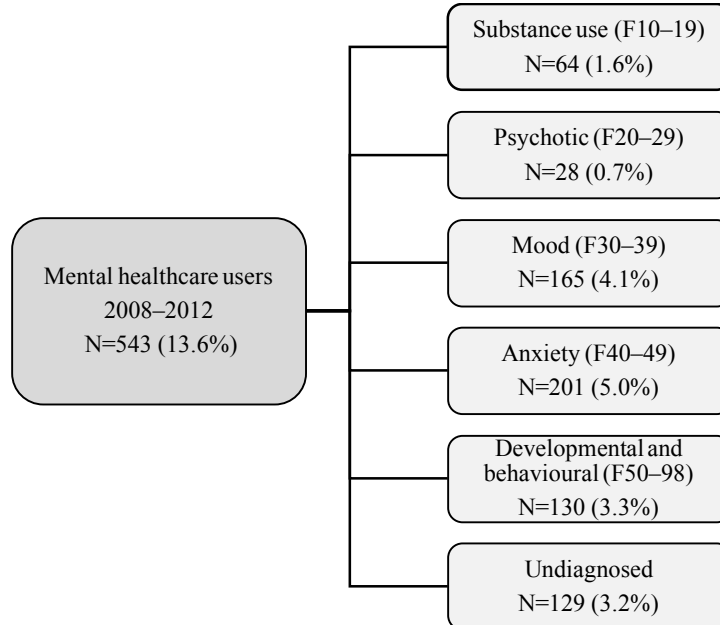 Substance use (F10–19)
N=64 (1.6%)
Psychotic (F20–29)
N=28 (0.7%)
Mental healthcare users
2008–2012
N=543 (13.6%)
Mood (F30–39)
N=165 (4.1%)
Anxiety (F40–49)
N=201 (5.0%)
Developmental and
behavioural (F50–98)
N=130 (3.3%)
Undiagnosed
N=129 (3.2%)